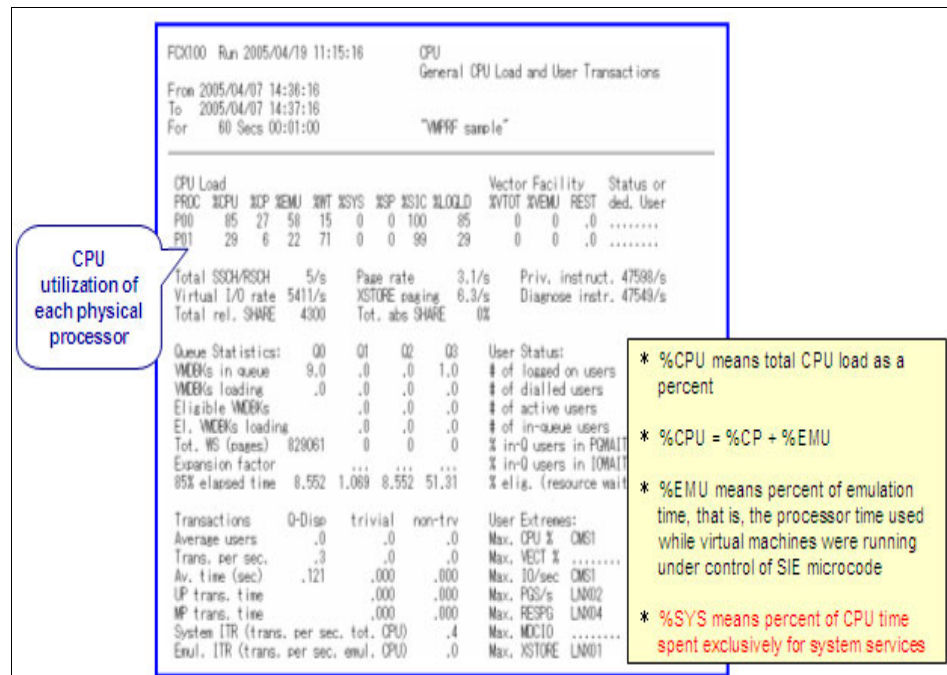 FCX100 Run 2005/04/19 11:15:16 CPU
General CPU Load and User Transactions
From 2005/04/07 14:36:16
To 2005/04/07 14:37:16
For 60 Secs 00:01:00 "VMPRF sample"
CPU Load Vector Facility Status or
PROC %CPU %CP %EMU %WT %SYS %SP %SIC %LOGLD %VTOT %VEMU REST ded. User
P00 85 27 58 15 0 0 100 85 0 0 .0 ........
P01 29 6 22 71 0 0 99 29 0 0 .0 ........
CPU
utilization of
each physical
processor
Total SSCH/RSCH 5/s Page rate 3.1/s Priv. instruct. 47598/s
Virtual I/O rate 5411/s XSTORE paging 6.3/s Diagnose instr. 47549/s
Total rel. SHARE 4300 Tot. abs SHARE 0%
Queue Statistics: Q0 Q1 Q2 Q3 User Status:
VMDBKs in queue 9.0 .0 .0 1.0 # of logged on users
VMDBKs loading .0 .0 .0 .0 # of dialled users
Eligible VMDBKs .0 .0 .0 # of active users
El. VMDBKs loading .0 .0 .0 # of in-queue users
Tot. WS (pages) 829061 0 0 0 % in-Q users in PGWAIT
Expansion factor ... ... ... % in-Q users in IOWAIT
85% elapsed time 8.552 1.069 8.552 51.31 % elig. (resource wait
Transactions Q-Disp trivial non-trv User Extremes:
Average users .0 .0 .0 Max. CPU % CMS1
Trans. per sec. .3 .0 .0 Max. VECT % ........
Av. time (sec) .121 .000 .000 Max. IO/sec CMS1
UP trans. time .000 .000 Max. PGS/s LNX02
MP trans. time .000 .000 Max. RESPG LNX04
System ITR (trans. per sec. tot. CPU) .4 Max. MDCIO ........
Emul. ITR (trans. per sec. emul. CPU) .0 Max. XSTORE LNX01
* %CPU means total CPU load as a
percent
* %CPU = %CP + %EMU
* %EMU means percent of emulation
time, that is, the processor time used
while virtual machines were running
under control of SIE microcode
* %SYS means percent of CPU time
spent exclusively for system services